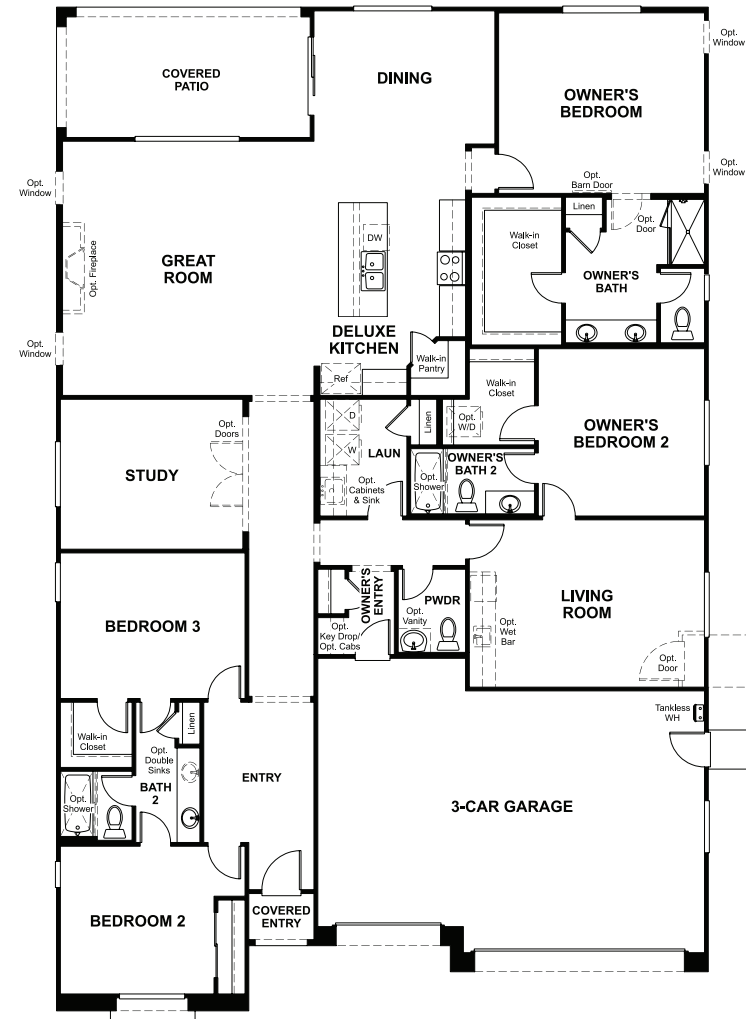 COVERED
PATIO
DINING
OWNER'S
BEDROOM
Opt.
Window
Opt.
Window
Opt.
Barn Door
Opt.
Window
Linen
Opt.
Door
Walk-in
Closet
DW
GREAT
ROOM
Opt. Fireplace
OWNER'S
BATH
Opt.
Window
DELUXE
KITCHEN
Walk-in
Pantry
Ref
Walk-in
Closet
D
W
LAUN
Linen
Opt.
W/D
OWNER'S
BEDROOM 2
Opt.
Doors
STUDY
OWNER'S
BATH 2
Opt.
Shower
Opt.
Cabinets
& Sink
OWNER'S
ENTRY
PWDR
Opt.
Vanity
Opt.
Key Drop/
Opt. Cabs
LIVING
ROOM
Opt.
Wet
Bar
Opt.
Door
BEDROOM 3
Tankless
WH
Walk-in
Closet
Linen
Opt.
Double
Sinks
BATH
2
Opt.
Shower
ENTRY
3-CAR GARAGE
BEDROOM 2
COVERED
ENTRY